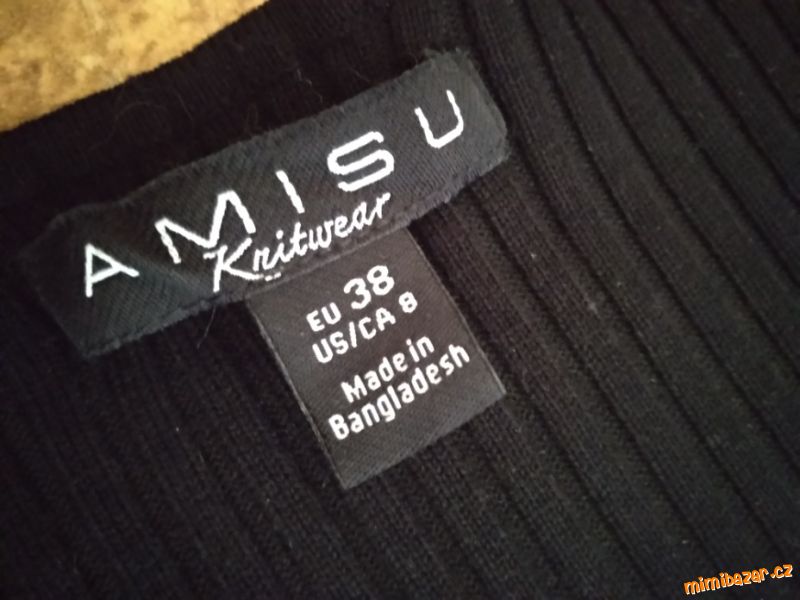 AMISU
Knitwear
EU 38
US/CA 8
Made in
Bangladesh
mimibazar.cz